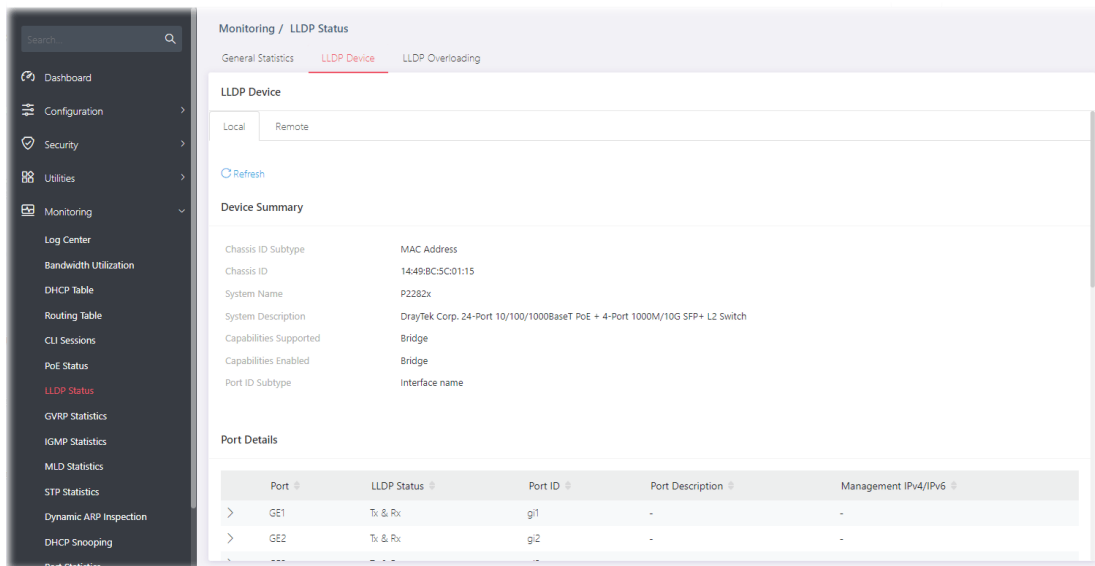 Search...
Dashboard
Configuration
Security
Utilities
Monitoring
Log Center
Bandwidth Utilization
DHCP Table
Routing Table
CLI Sessions
PoE Status
LLDP Status
GVRP Statistics
IGMP Statistics
MLD Statistics
STP Statistics
Dynamic ARP Inspection
DHCP Snooping
Port Statistics
Monitoring / LLDP Status
General Statistics LLDP Device LLDP Overloading
LLDP Device
Local Remote
Refresh
Device Summary
Chassis ID Subtype MAC Address
Chassis ID 14:49:BC:5C:01:15
System Name P2282x
System Description DrayTek Corp. 24-Port 10/100/1000BaseT PoE + 4-Port 1000M/10G SFP+ L2 Switch
Capabilities Supported Bridge
Capabilities Enabled Bridge
Port ID Subtype Interface name
Port Details
Port LLDP Status Port ID Port Description Management IPv4/IPv6
GE1 Tx & Rx gi1 - -
GE2 Tx & Rx gi2 - -